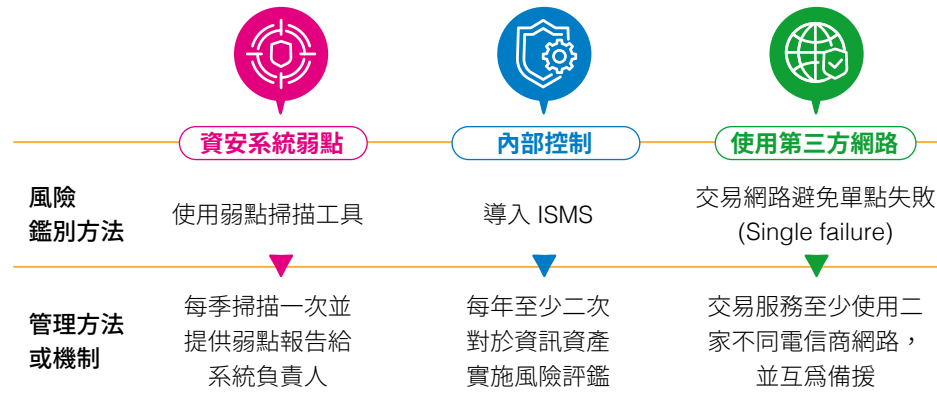 資安系統弱點
內部控制
使用第三方網路
風險
鑑別方法
使用弱點掃描工具
導入 ISMS
交易網路避免單點失敗
(Single failure)
管理方法
或機制
每季掃描一次並
提供弱點報告給
系統負責人
每年至少二次
對於資訊資產
實施風險評鑑
交易服務至少使用二
家不同電信商網路，
並互爲備援